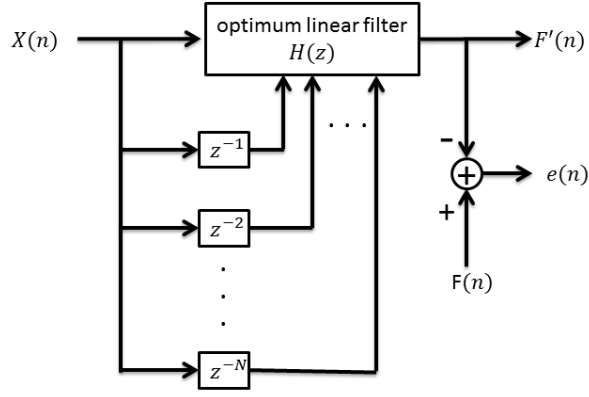 optimum linear filter
X(n)
H(z)
F'(n)
. . .
z⁻¹
−
+
e(n)
z⁻²
+
.
.
.
F(n)
z⁻ᴺ